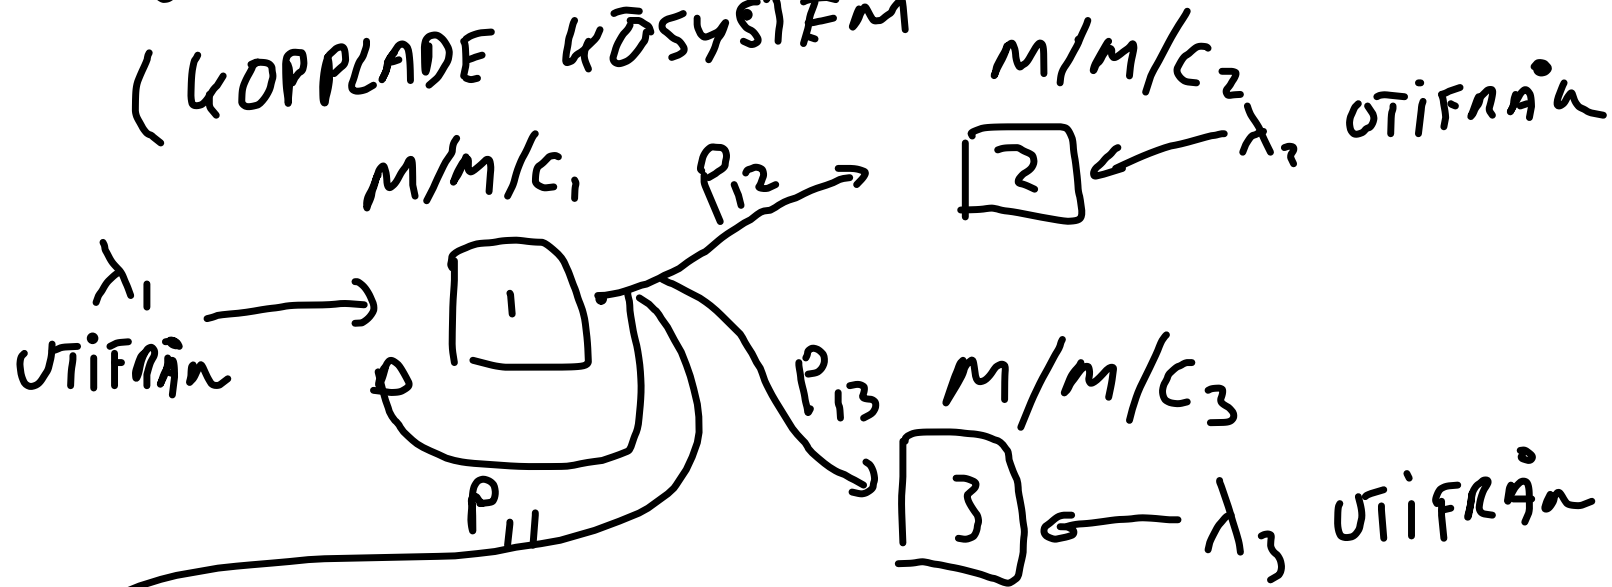 (KOPPLADE KÖSYSTEM
M/M/C₂
λ₂ UTIFRÅN
2
M/M/C₁
P₁₂
λ₁
UTIFRÅN
1
P₁₃
M/M/C₃
P₁₁
3
λ₃ UTIFRÅN